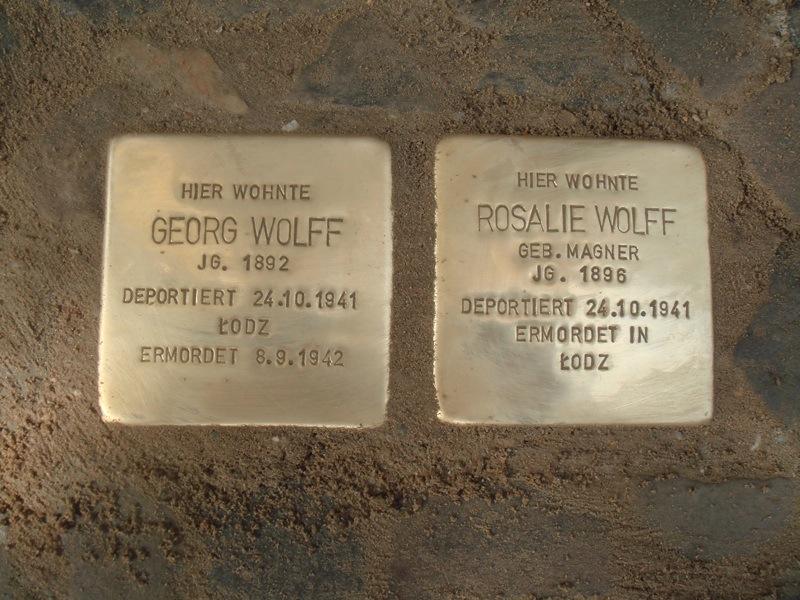 HIER WOHNTE
GEORG WOLFF
JG. 1892
DEPORTIERT 24.10.1941
ŁODZ
ERMORDET 8.9.1942
HIER WOHNTE
ROSALIE WOLFF
GEB. MAGNER
JG. 1896
DEPORTIERT 24.10.1941
ERMORDET IN
ŁODZ